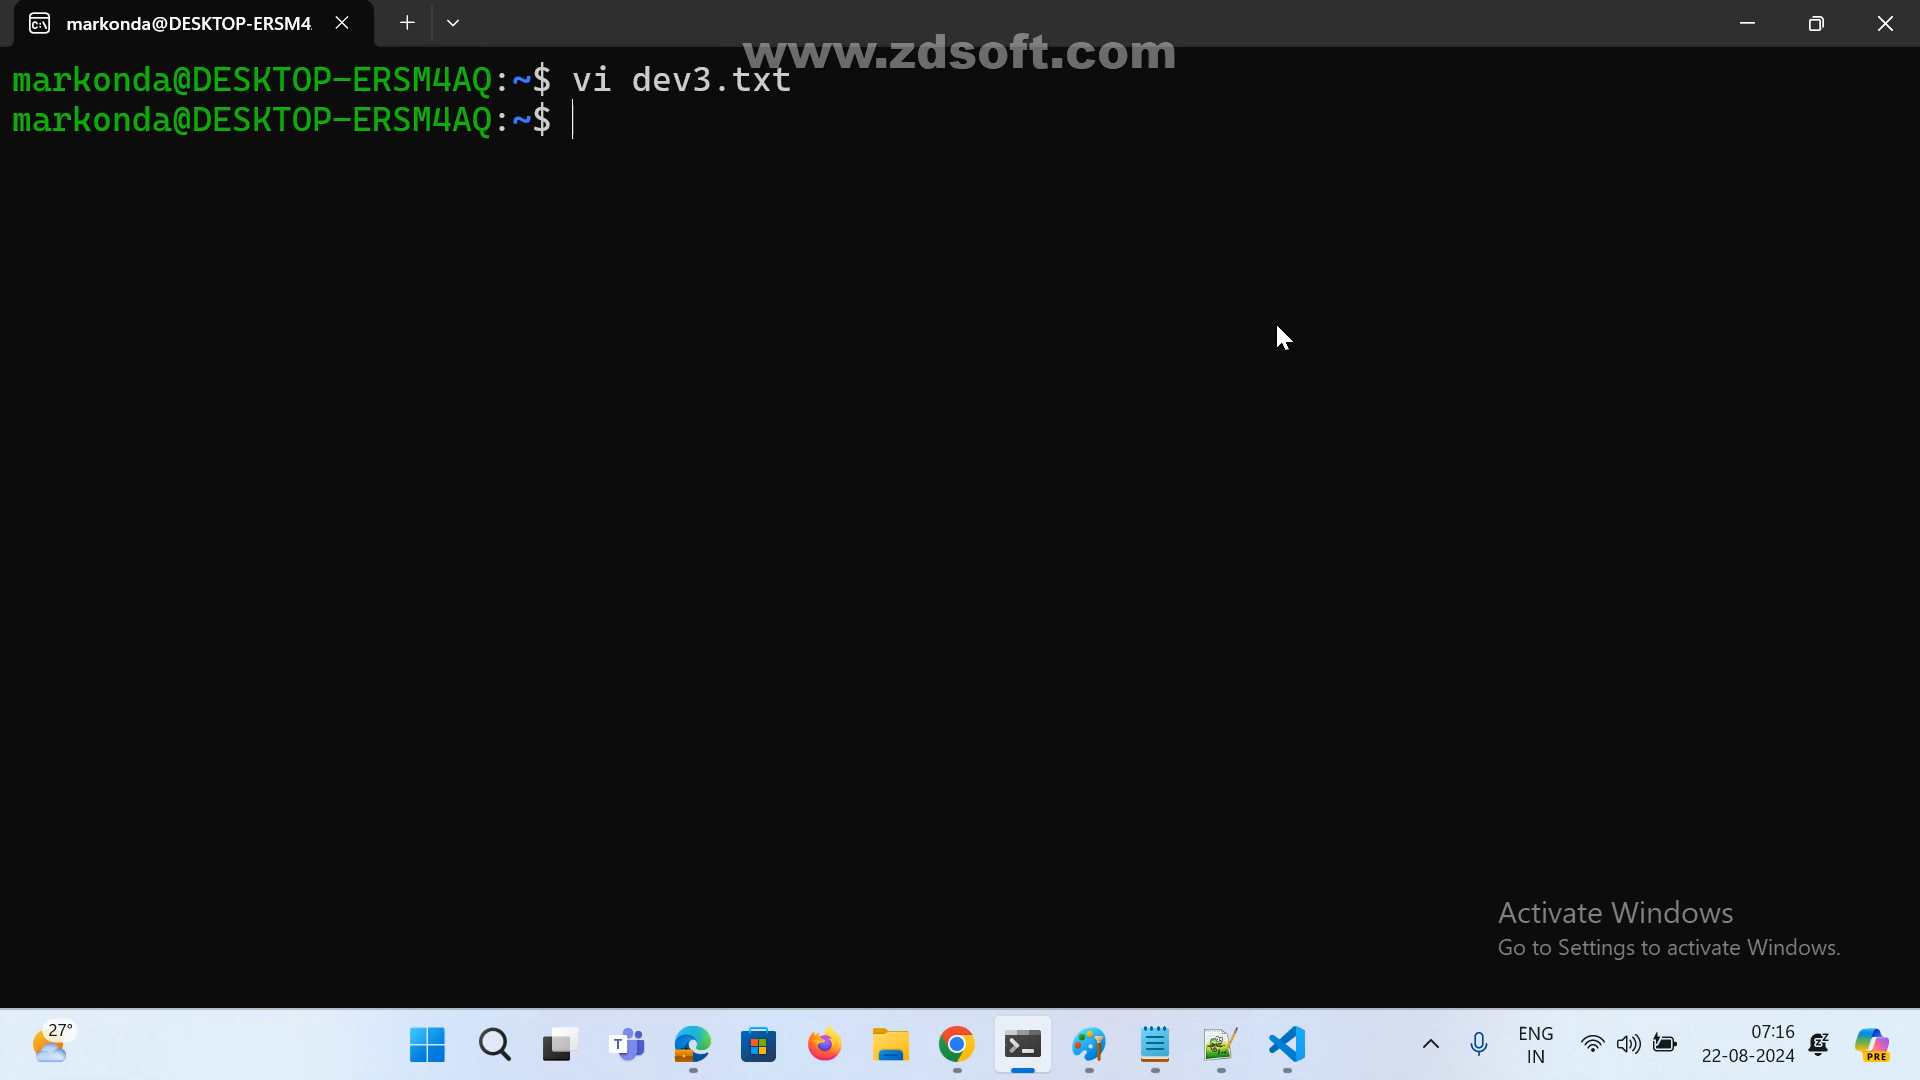 markonda@DESKTOP-ERSM4
www.zdsoft.com
markonda@DESKTOP-ERSM4AQ:~$ vi dev3.txt
markonda@DESKTOP-ERSM4AQ:~$
Activate Windows
Go to Settings to activate Windows.
27°
ENG
IN
07:16
22-08-2024
PRE